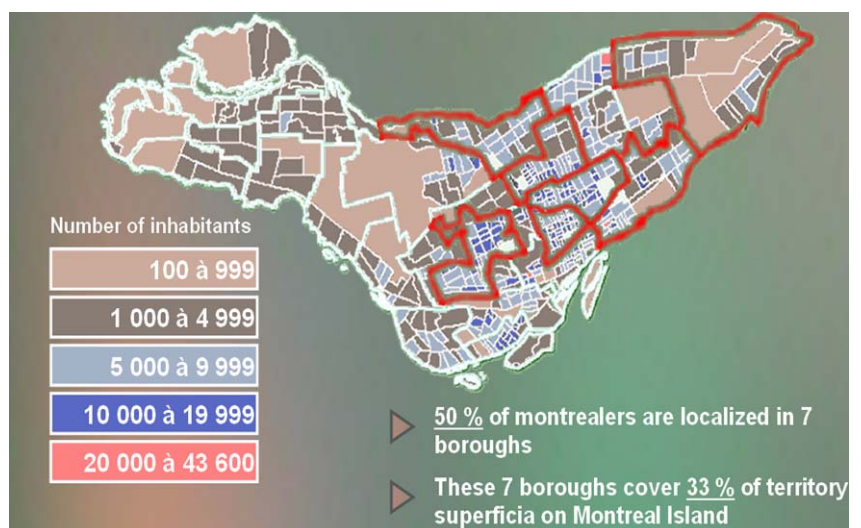 Number of inhabitants
100 à 999
1 000 à 4 999
5 000 à 9 999
10 000 à 19 999
20 000 à 43 600
50 % of montrealers are localized in 7
boroughs
These 7 boroughs cover 33 % of territory
superficia on Montreal Island